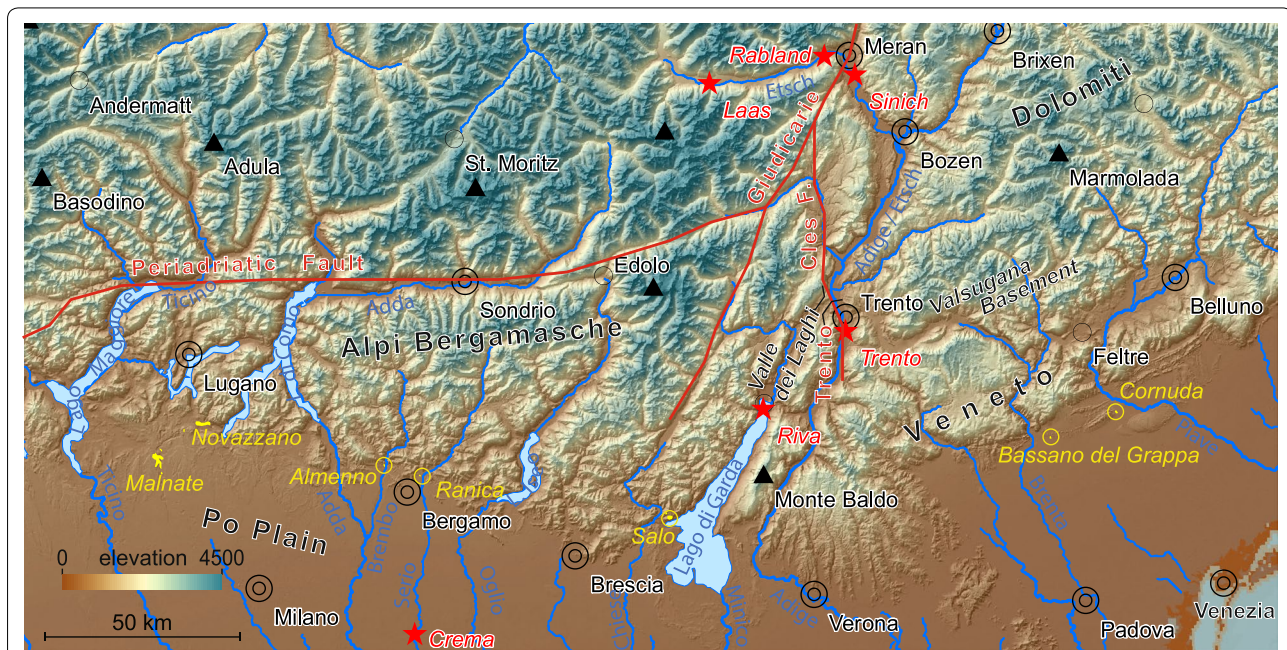 Rabland
Meran
Brixen
Andermatt
Laas
Etsch
Sinich
Dolomiti
Adula
St. Moritz
Bozen
Basodino
Giudicarie
Marmolada
Cles F.
Adige / Etsch
Periadriatic Fault
Edolo
Valsugana
Basement
Lago Maggiore
Ticino
Adda
Sondrio
Trento
Belluno
Lago Como
Alpi Bergamasche
Valle
dei Laghi
Trento
Trento
Feltre
Lugano
Veneto
Cornuda
Novazzano
Riva
Piave
Malnate
Almenno
Ranica
Bassano del Grappa
Ticino
Adda
Bergamo
Lago di Garda
Monte Baldo
Po Plain
Brembo
Salò
Brenta
0 elevation 4500
Serio
Oglio
Brescia
Chiese
Mincio
Adige
Milano
Verona
Padova
Venezia
50 km
Crema